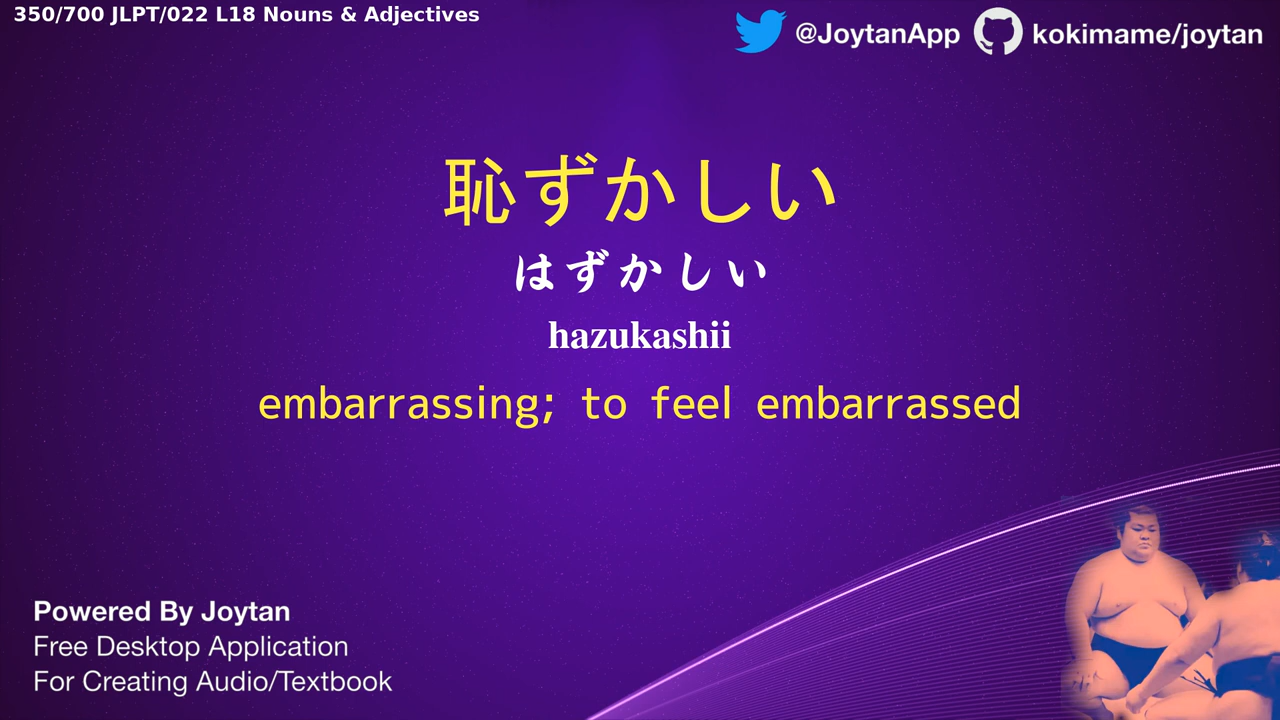 350/700 JLPT/022 L18 Nouns & Adjectives
@JoytanApp kokimame/joytan
恥ずかしい
はずかしい
hazukashii
embarrassing; to feel embarrassed
Powered By Joytan
Free Desktop Application
For Creating Audio/Textbook